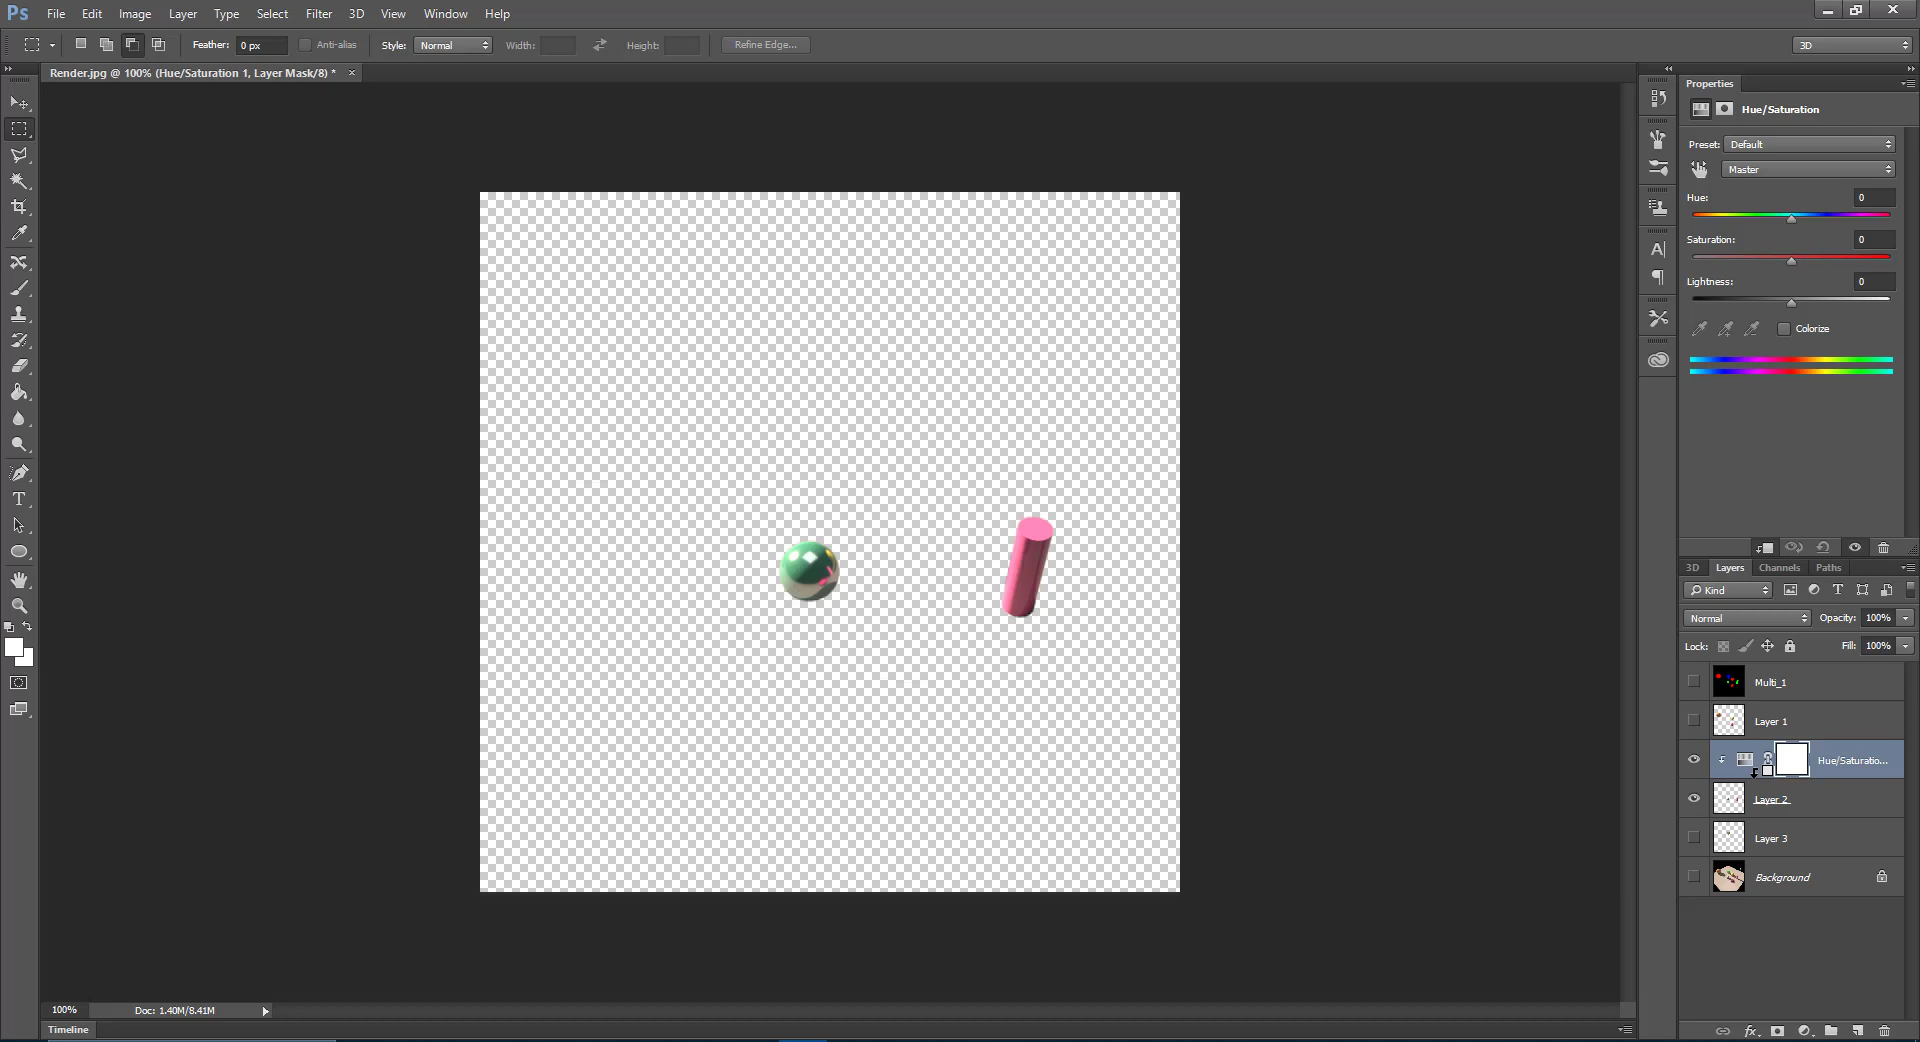 Ps File Edit Image Layer Type Select Filter 3D View Window Help
Feather: 0 px Anti-alias Style: Normal Width: Height: Refine Edge... 3D
Render.jpg @ 100% (Hue/Saturation 1, Layer Mask/8) * ×
Properties
Hue/Saturation
Preset: Default
Master
Hue: 0
Saturation: 0
Lightness: 0
Colorize
3D Layers Channels Paths
Kind
Normal Opacity: 100%
Lock: Fill: 100%
Multi_1
Layer 1
Hue/Saturatio...
Layer 2
Layer 3
Background
100% Doc: 1.40M/8.41M
Timeline